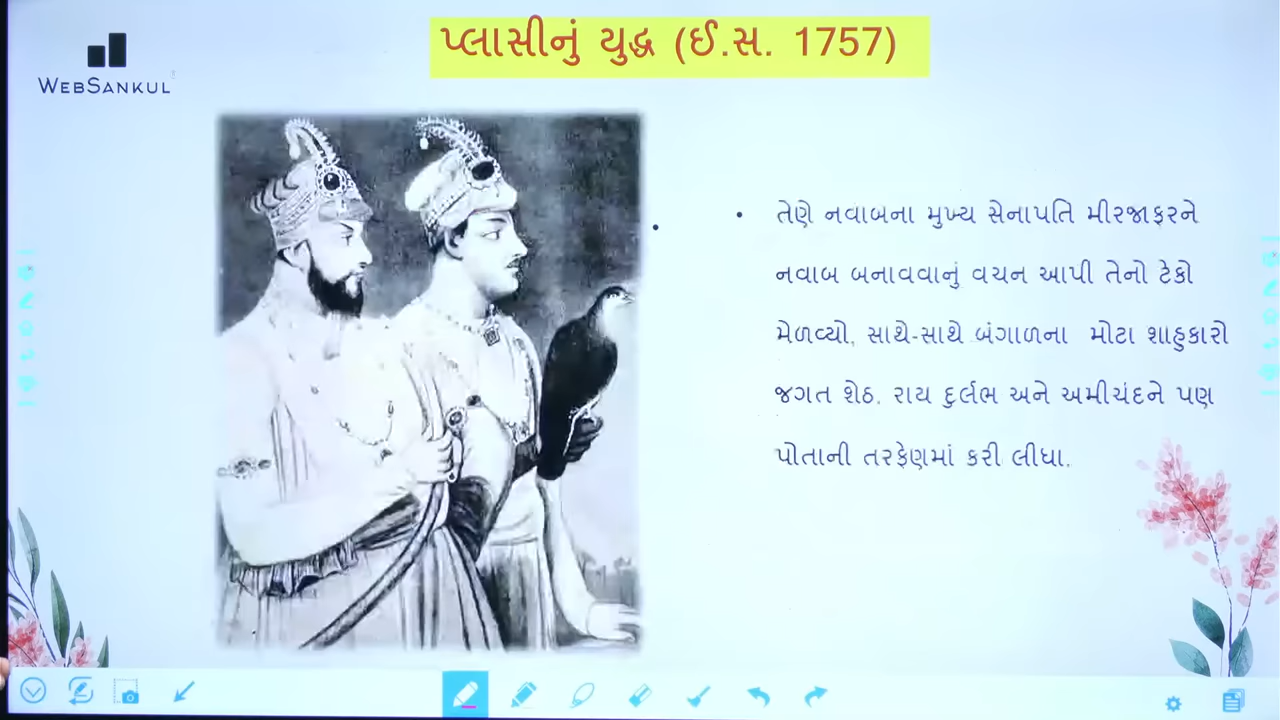 WEBSANKUL
પ્લાસીનું યુદ્ધ (ઈ.સ. 1757)
• તેણે નવાબના મુખ્ય સેનાપતિ મીરજાફરને
નવાબ બનાવવાનું વચન આપી તેનો ટેકો
મેળવ્યો, સાથે-સાથે બંગાળના મોટા શાહુકારો
જગત શેઠ, રાય દુર્લભ અને અમીચંદને પણ
પોતાની તરફેણમાં કરી લીધા.